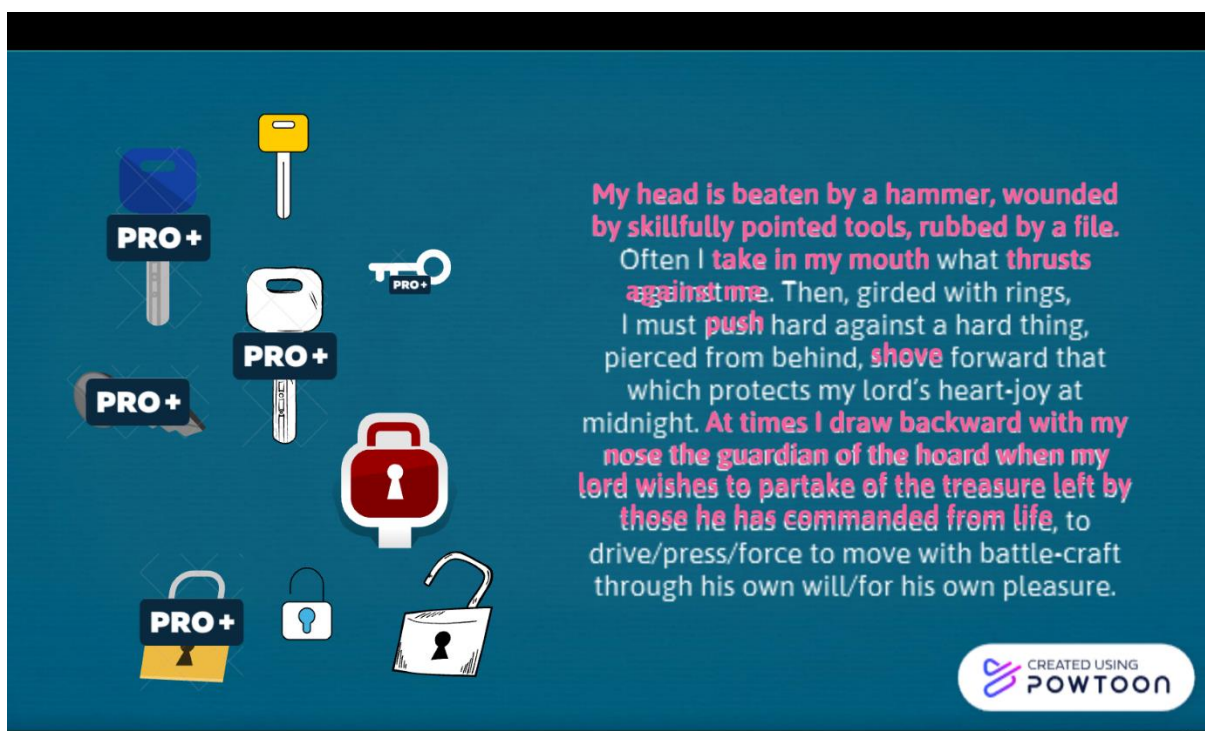 PRO+
PRO+
PRO+
PRO+
PRO+
My head is beaten by a hammer, wounded
by skillfully pointed tools, rubbed by a file.
Often I take in my mouth what thrusts
against me. Then, girded with rings,
I must push hard against a hard thing,
pierced from behind, shove forward that
which protects my lord's heart-joy at
midnight. At times I draw backward with my
nose the guardian of the hoard when my
lord wishes to partake of the treasure left by
those he has commanded from life, to
drive/press/force to move with battle-craft
through his own will/for his own pleasure.
CREATED USING
POWTOON